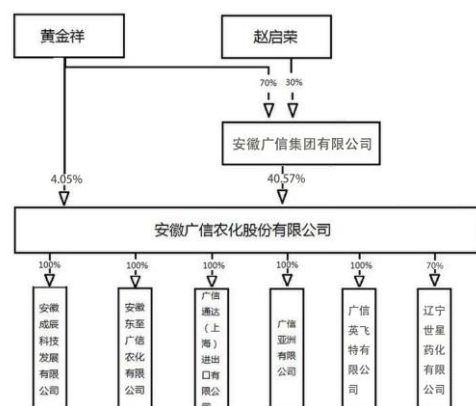 黄金祥
赵启荣
70%
30%
安徽广信集团有限公司
4.05%
40.57%
安徽广信农化股份有限公司
100%
100%
100%
100%
100%
70%
安徽
成辰
科技
发展
有限
公司
安徽
东至
广信
农化
有限
公司
广信
通达
（上
海）
进出
口有
限公
司
广信
亚洲
有限
公司
广信
英飞
特有
限公
司
辽宁
世星
药化
有限
公司